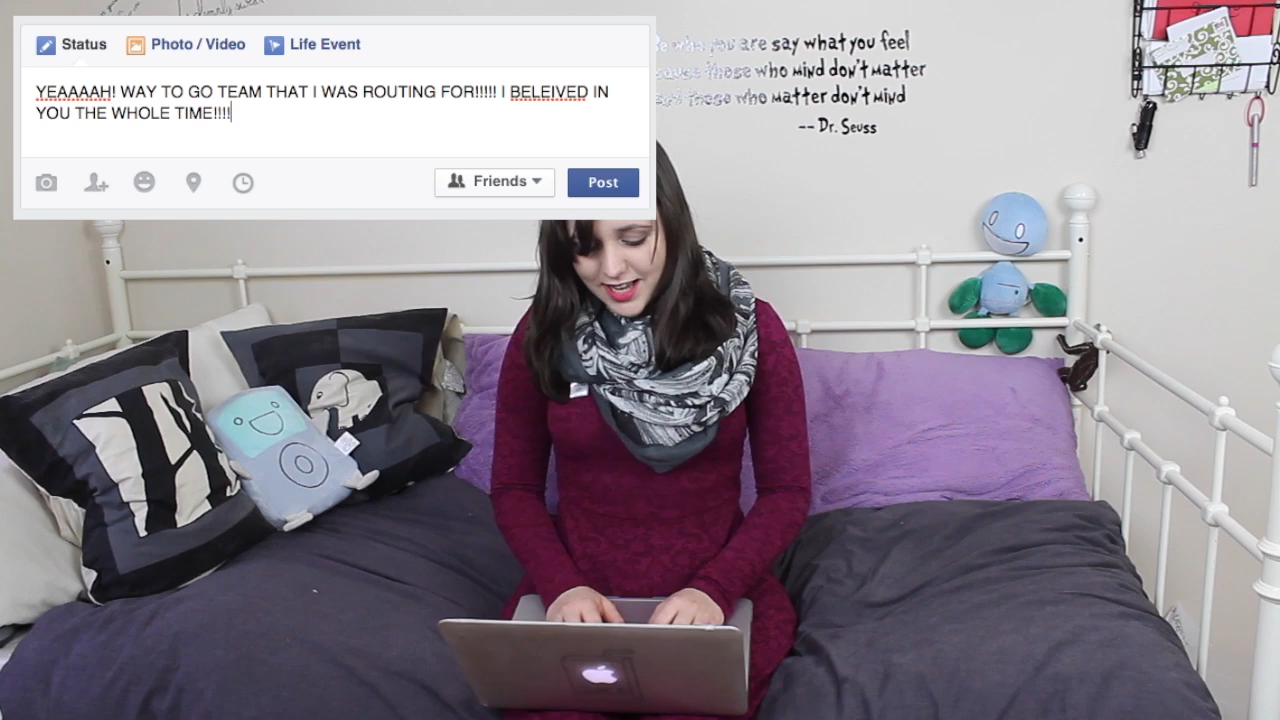 Status Photo / Video Life Event
YEAAAAH! WAY TO GO TEAM THAT I WAS ROUTING FOR!!!!! I BELEIVED IN
YOU THE WHOLE TIME!!!!
Friends Post
who you are say what you feel
those who mind don't matter
those who matter don't mind
-- Dr. Seuss